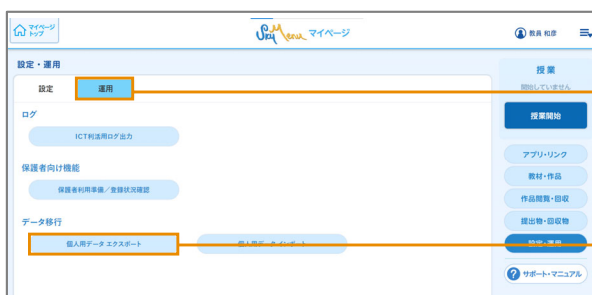 マイページ
トップ
SkyMenu マイページ
教員 和彦
設定・運用
設定
運用
ログ
ICT利活用ログ出力
保護者向け機能
保護者利用準備／登録状況確認
データ移行
個人用データ エクスポート
個人用データ インポート
授業
開始していません
授業開始
アプリ・リンク
教材・作品
作品閲覧・回収
提出物・回収物
設定・運用
? サポート・マニュアル